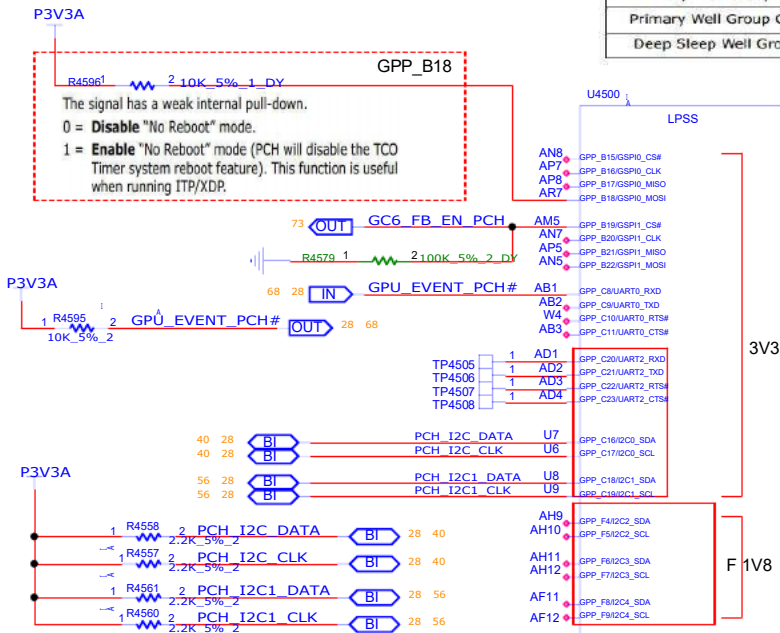 P3V3A
Primary Well Group C
Deep Sleep Well Gro
GPP_B18
R4596 1 2 10K_5%_1_DY
The signal has a weak internal pull-down.
0 = Disable "No Reboot" mode.
1 = Enable "No Reboot" mode (PCH will disable the TCO
Timer system reboot feature). This function is useful
when running ITP/XDP.
U4500
LPSS
AN8 GPP_B15/GSPI0_CS#
AP7 GPP_B16/GSPI0_CLK
AP8 GPP_B17/GSPI0_MISO
AR7 GPP_B18/GSPI0_MOSI
73 OUT GC6_FB_EN_PCH AM5 GPP_B19/GSPI1_CS#
AN7 GPP_B20/GSPI1_CLK
AP5 GPP_B21/GSPI1_MISO
AN5 GPP_B22/GSPI1_MOSI
R4579 1 2 100K_5%_2_DY
68 28 IN GPU_EVENT_PCH# AB1 GPP_C8/UART0_RXD
AB2 GPP_C9/UART0_TXD
W4 GPP_C10/UART0_RTS#
AB3 GPP_C11/UART0_CTS#
P3V3A
1 R4595 2 GPU_EVENT_PCH# OUT 28 68
10K_5%_2
3V3
TP4505 1 AD1 GPP_C20/UART2_RXD
TP4506 1 AD2 GPP_C21/UART2_TXD
TP4507 1 AD3 GPP_C22/UART2_RTS#
TP4508 1 AD4 GPP_C23/UART2_CTS#
40 28 BI PCH_I2C_DATA U7 GPP_C16/I2C0_SDA
40 28 BI PCH_I2C_CLK U6 GPP_C17/I2C0_SCL
56 28 BI PCH_I2C1_DATA U8 GPP_C18/I2C1_SDA
56 28 BI PCH_I2C1_CLK U9 GPP_C19/I2C1_SCL
P3V3A
1 R4558 2 PCH_I2C_DATA BI 28 40
2.2K_5%_2
1 R4557 2 PCH_I2C_CLK BI 28 40
2.2K_5%_2
1 R4561 2 PCH_I2C1_DATA BI 28 56
2.2K_5%_2
1 R4560 2 PCH_I2C1_CLK BI 28 56
2.2K_5%_2
AH9 GPP_F4/I2C2_SDA
AH10 GPP_F5/I2C2_SCL
AH11 GPP_F6/I2C3_SDA
AH12 GPP_F7/I2C3_SCL
AF11 GPP_F8/I2C4_SDA
AF12 GPP_F9/I2C4_SCL
F 1V8